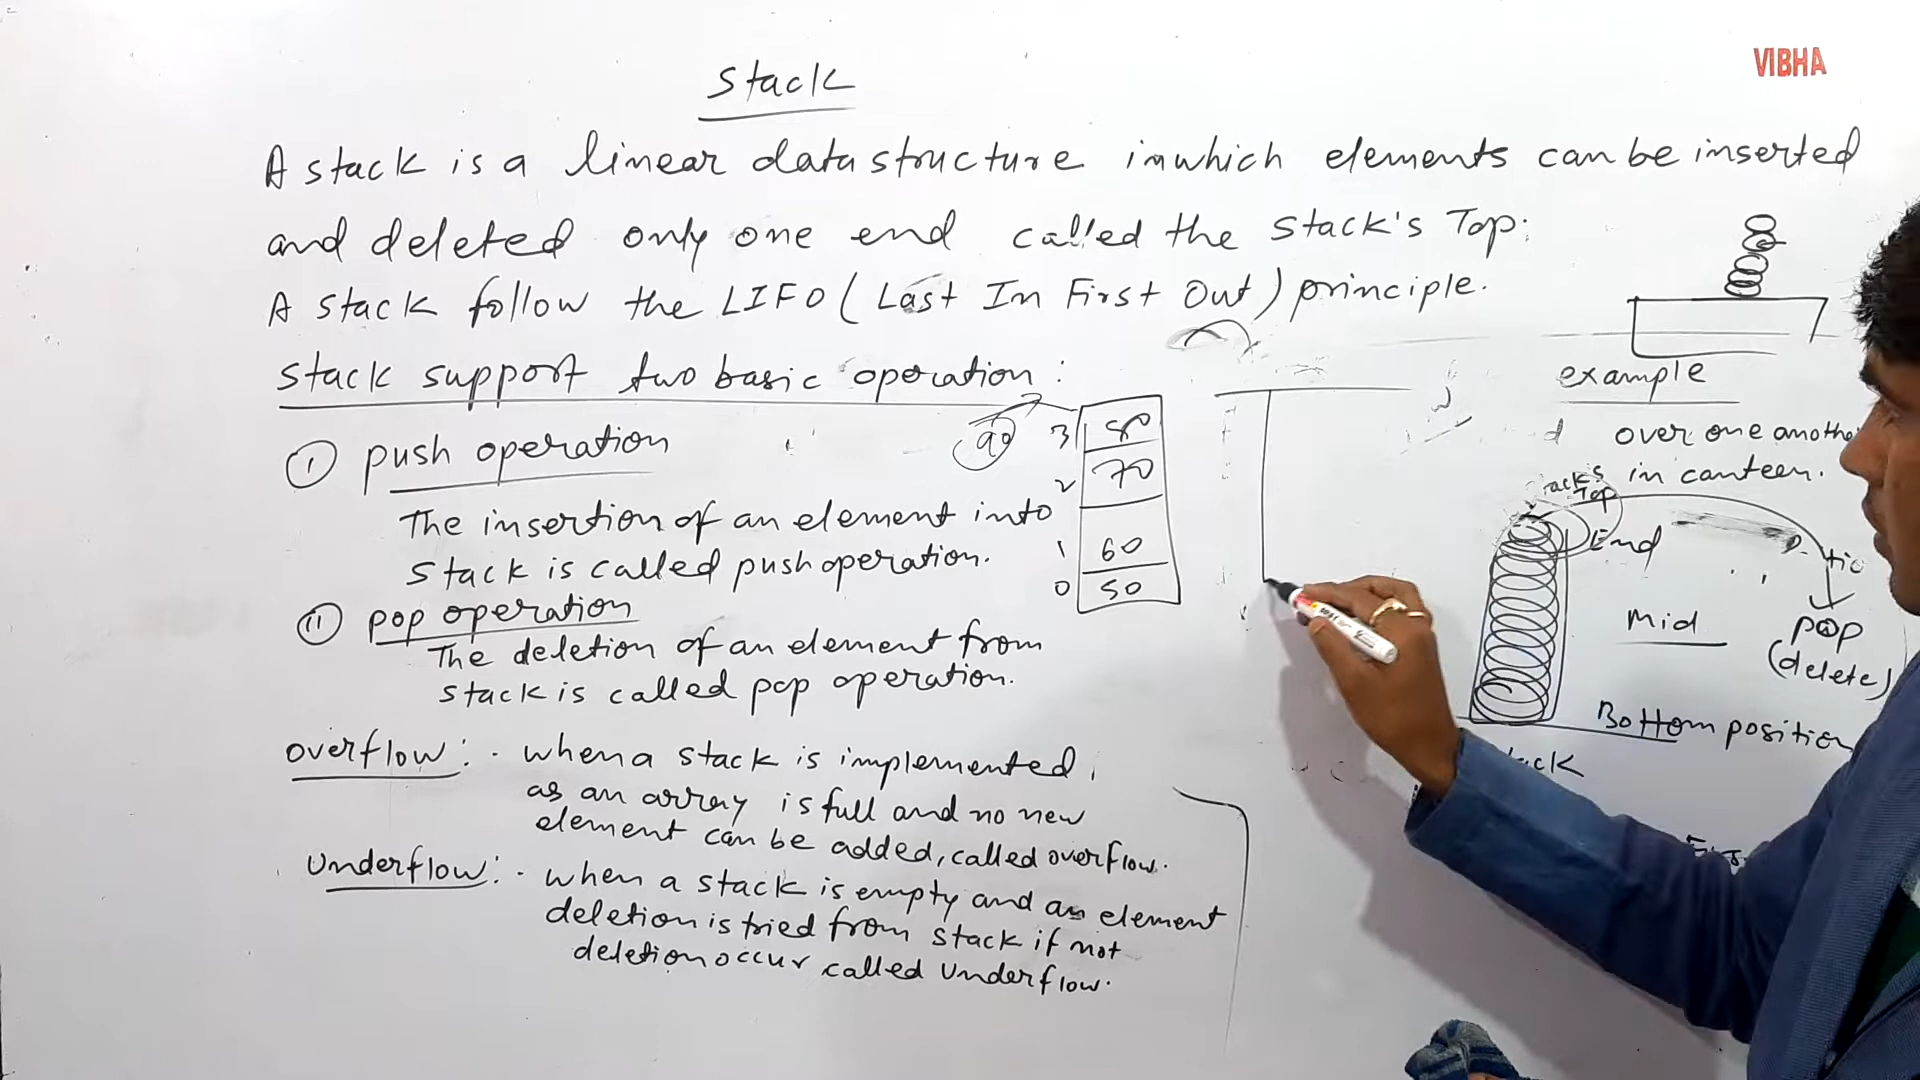 VIBHA
Stack
A stack is a linear data structure in which elements can be inserted
and deleted only one end called the stack's Top.
A stack follow the LIFO (Last In First Out) principle.
Stack support two basic operation:
(i) push operation
The insertion of an element into
stack is called push operation.
(ii) pop operation
The deletion of an element from
stack is called pop operation.
overflow:- when a stack is implemented
as an array is full and no new
element can be added, called overflow.
Underflow:- when a stack is empty and an element
deletion is tried from stack if not
deletion occur called Underflow.
90
3 80
2 70
1 60
0 50
example
d over one anothe
in canteen.
Top
End
Mid
pop
(delete)
Bottom position